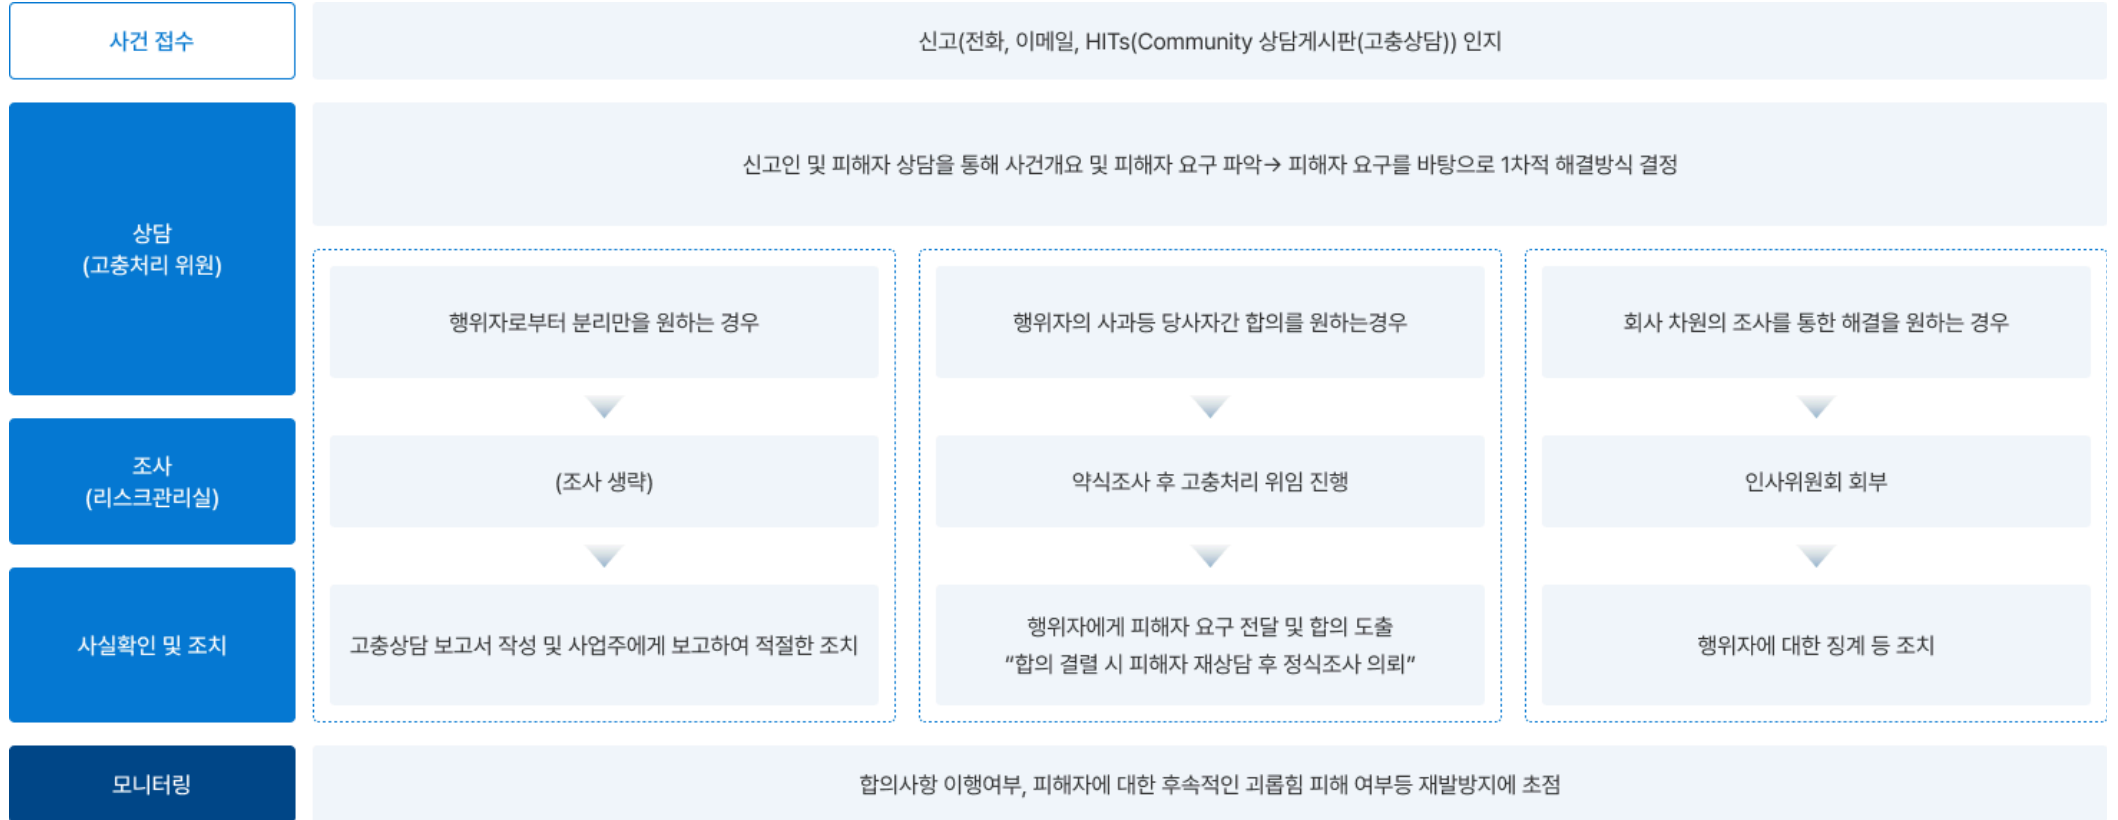 사건 접수
신고(전화, 이메일, HITs(Community 상담게시판(고충상담)) 인지
상담
(고충처리 위원)
신고인 및 피해자 상담을 통해 사건개요 및 피해자 요구 파악→ 피해자 요구를 바탕으로 1차적 해결방식 결정
행위자로부터 분리만을 원하는 경우
행위자의 사과등 당사자간 합의를 원하는경우
회사 차원의 조사를 통한 해결을 원하는 경우
조사
(리스크관리실)
(조사 생략)
약식조사 후 고충처리 위임 진행
인사위원회 회부
사실확인 및 조치
고충상담 보고서 작성 및 사업주에게 보고하여 적절한 조치
행위자에게 피해자 요구 전달 및 합의 도출
“합의 결렬 시 피해자 재상담 후 정식조사 의뢰”
행위자에 대한 징계 등 조치
모니터링
합의사항 이행여부, 피해자에 대한 후속적인 괴롭힘 피해 여부등 재발방지에 초점